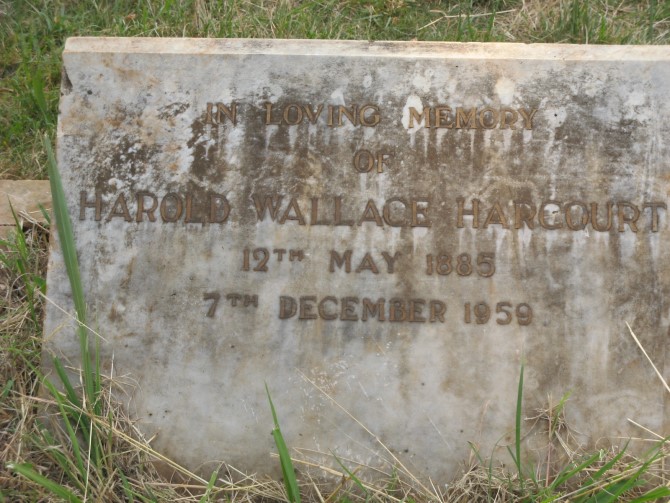 IN LOVING MEMORY
OF
HAROLD WALLACE HARCOURT
12TH MAY 1885
7TH DECEMBER 1959